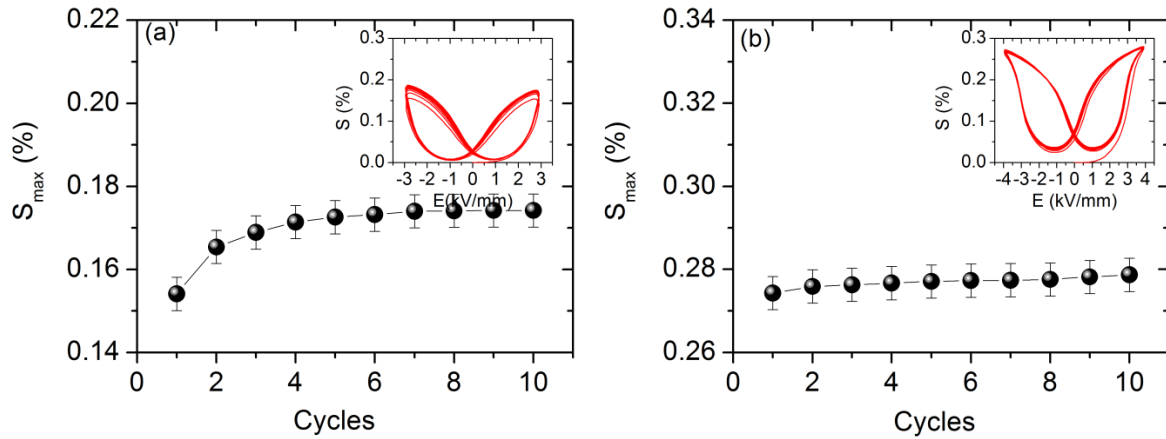 0.22
(a)
0.20
0.18
0.16
0.14
S_max (%)
0 2 4 6 8 10
Cycles
0.3
0.2
0.1
0.0
S (%)
-3 -2 -1 0 1 2 3
E(kV/mm)
0.34
(b)
0.32
0.30
0.28
0.26
S_max (%)
0 2 4 6 8 10
Cycles
0.3
0.2
0.1
0.0
S (%)
-4 -3 -2 -1 0 1 2 3 4
E (kV/mm)